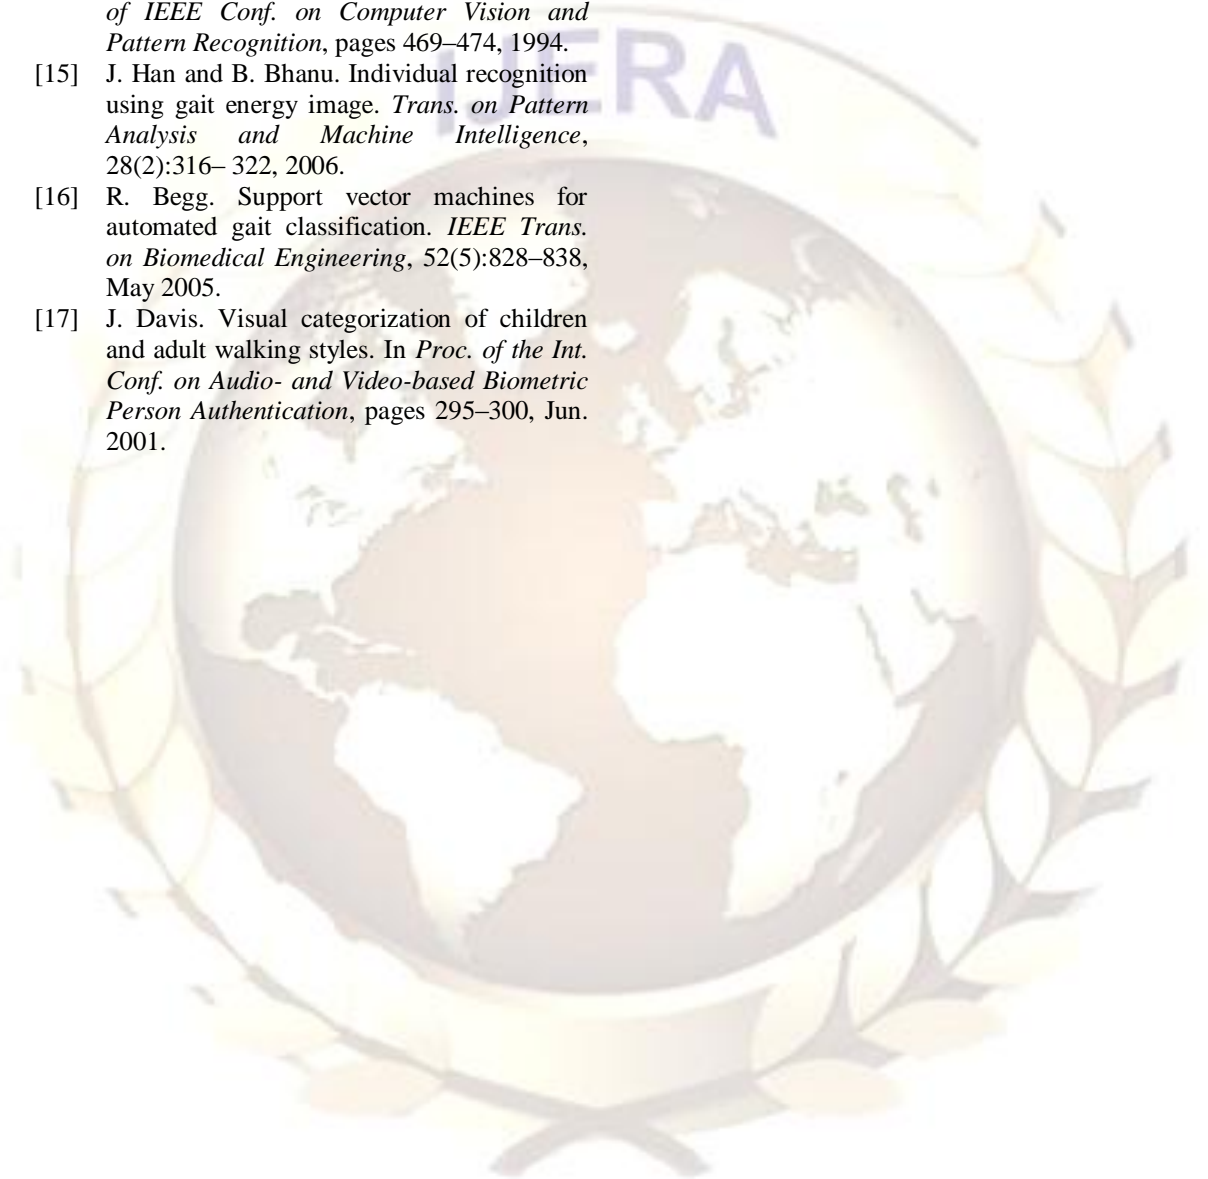 IJERA
of IEEE Conf. on Computer Vision and
Pattern Recognition, pages 469–474, 1994.
[15] J. Han and B. Bhanu. Individual recognition
using gait energy image. Trans. on Pattern
Analysis and Machine Intelligence,
28(2):316– 322, 2006.
[16] R. Begg. Support vector machines for
automated gait classification. IEEE Trans.
on Biomedical Engineering, 52(5):828–838,
May 2005.
[17] J. Davis. Visual categorization of children
and adult walking styles. In Proc. of the Int.
Conf. on Audio- and Video-based Biometric
Person Authentication, pages 295–300, Jun.
2001.